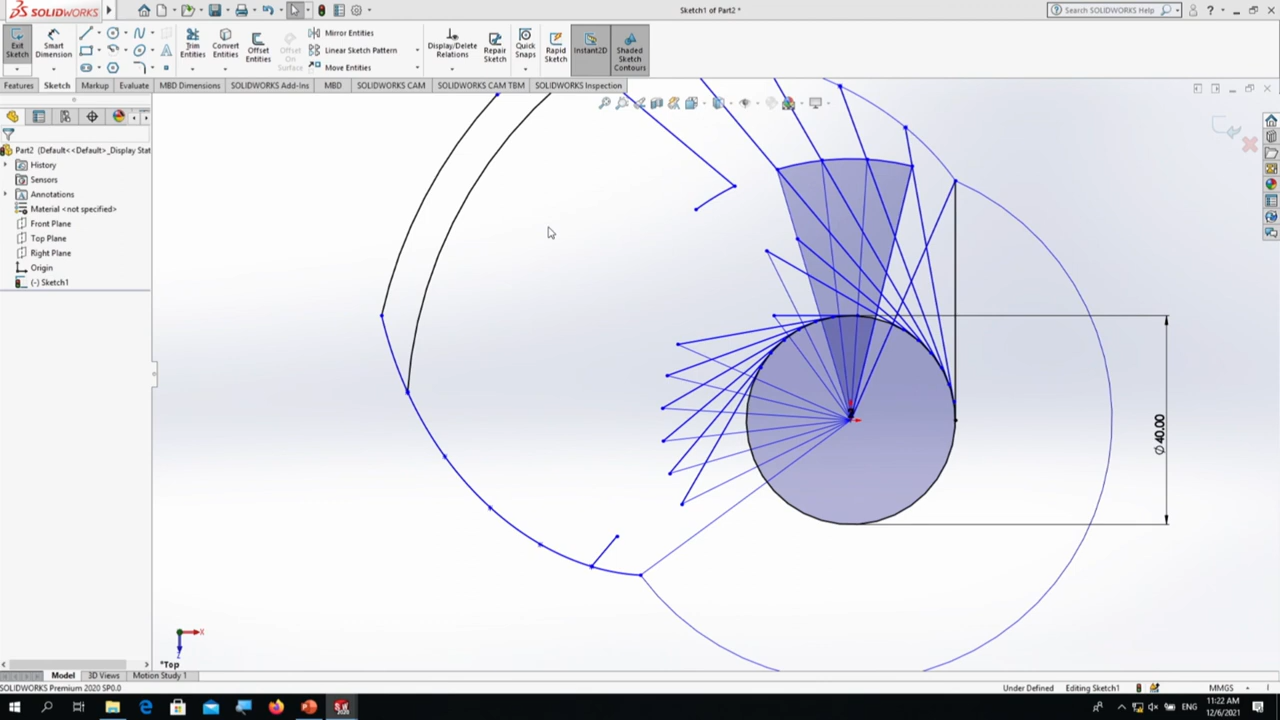 SOLIDWORKS
Sketch1 of Part2 *
Search SOLIDWORKS Help
Exit Sketch
Smart Dimension
Trim Entities
Convert Entities
Offset Entities
Offset On Surface
Mirror Entities
Linear Sketch Pattern
Move Entities
Display/Delete Relations
Repair Sketch
Quick Snaps
Rapid Sketch
Instant2D
Shaded Sketch Contours
Features Sketch Markup Evaluate MBD Dimensions SOLIDWORKS Add-Ins MBD SOLIDWORKS CAM SOLIDWORKS CAM TBM SOLIDWORKS Inspection
Part2 (Default<<Default>_Display Stat
History
Sensors
Annotations
Material <not specified>
Front Plane
Top Plane
Right Plane
Origin
(-) Sketch1
⌀ 40.00
X
*Top
Model 3D Views Motion Study 1
SOLIDWORKS Premium 2020 SP0.0
Under Defined Editing Sketch1 MMGS
ENG
11:22 AM
12/6/2021